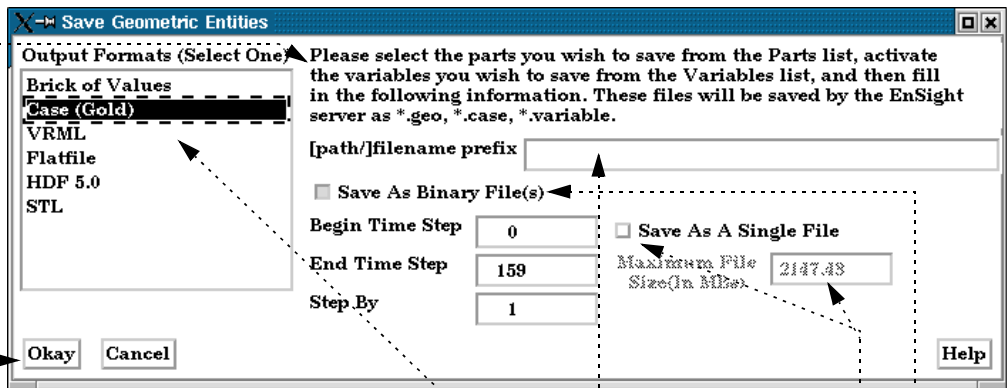 Save Geometric Entities
Output Formats (Select One)
Brick of Values
Case (Gold)
VRML
Flatfile
HDF 5.0
STL
Please select the parts you wish to save from the Parts list, activate
the variables you wish to save from the Variables list, and then fill
in the following information. These files will be saved by the EnSight
server as *.geo, *.case, *.variable.
[path/]filename prefix
Save As Binary File(s)
Begin Time Step 0
Save As A Single File
End Time Step 159
Maximum File
Size(In MBs) 2147.48
Step By 1
Okay Cancel Help